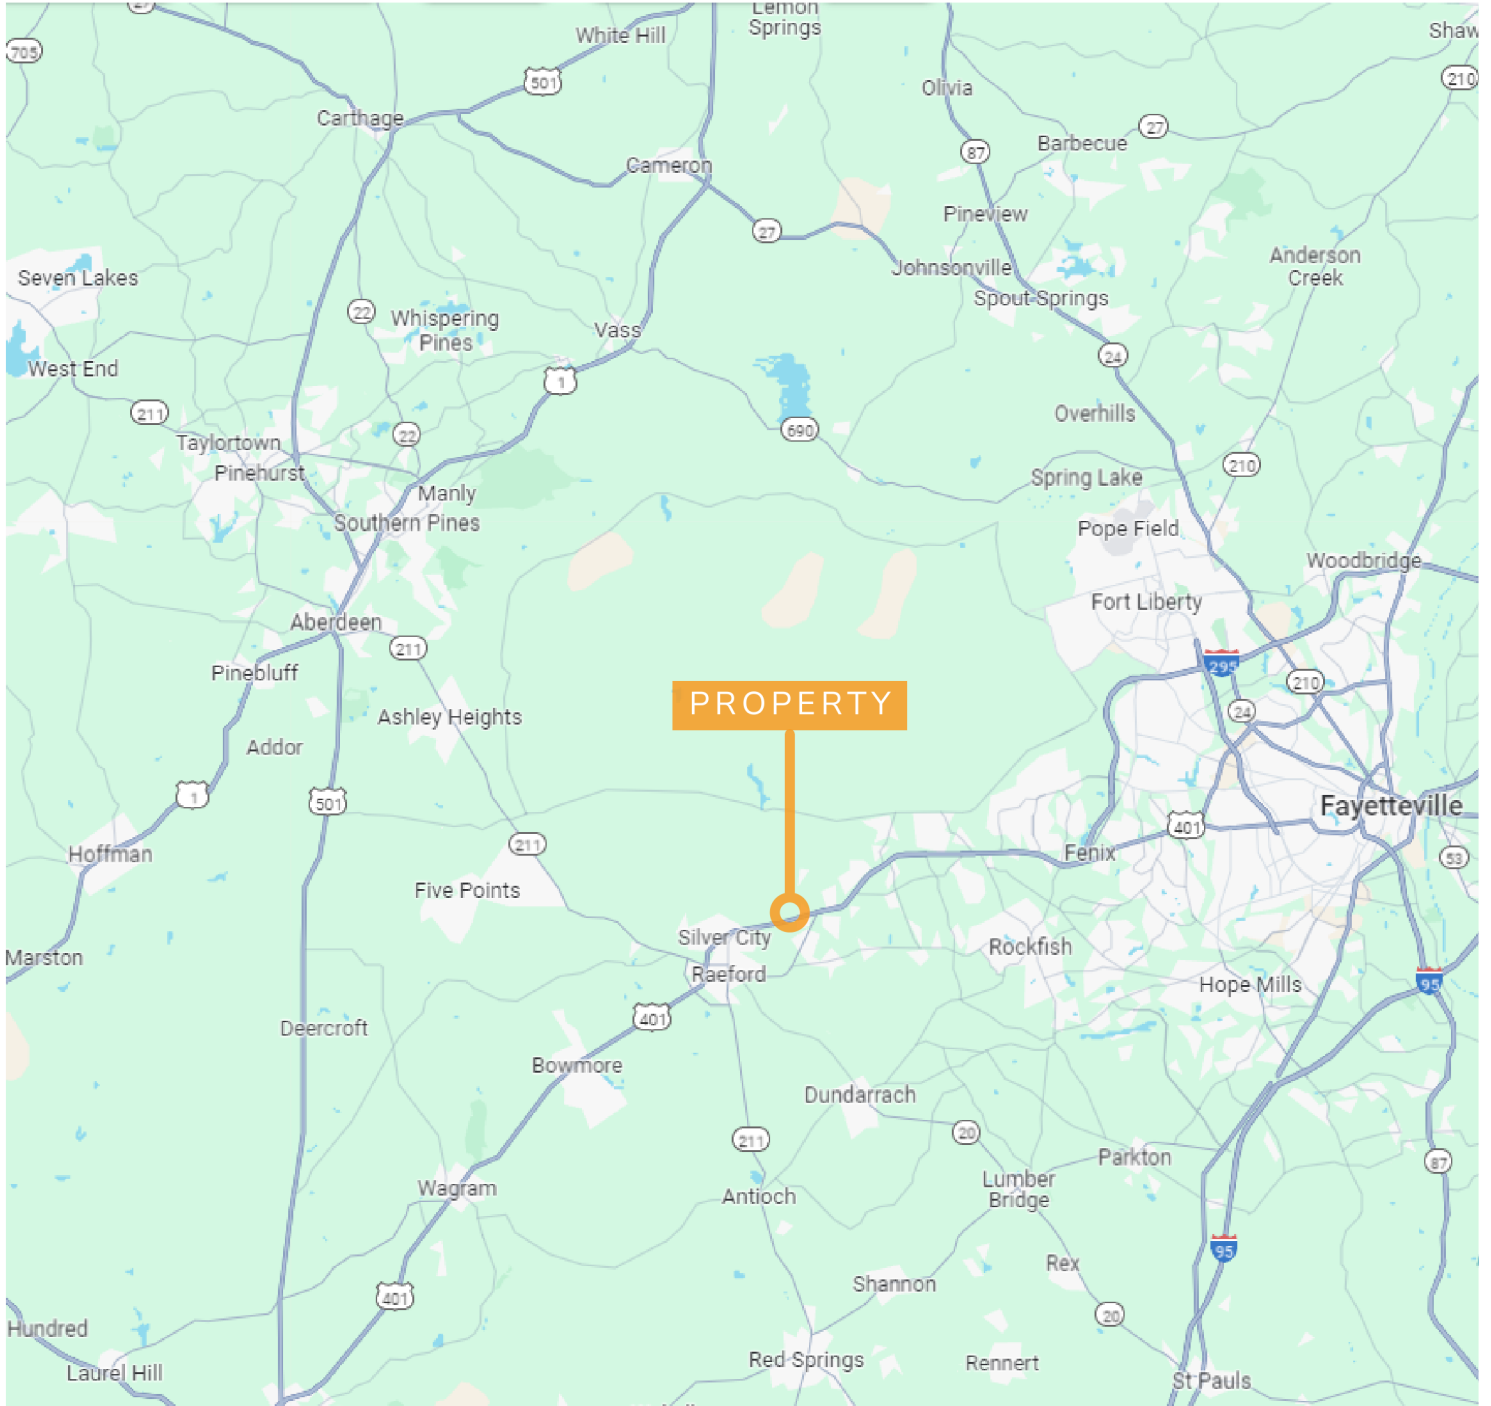 27
Lemon
Springs
White Hill
705
501
210
Olivia
Carthage
27
Barbecue
87
Cameron
Pineview
27
Anderson
Creek
Johnsonville
Seven Lakes
Spout Springs
22
Whispering
Pines
Vass
24
West End
1
211
Overhills
690
22
Taylortown
Pinehurst
210
Spring Lake
Manly
Southern Pines
Pope Field
Woodbridge
Fort Liberty
Aberdeen
211
295
Pinebluff
210
PROPERTY
24
Ashley Heights
Addor
1
501
Fayetteville
401
211
Hoffman
Fenix
53
Five Points
Silver City
Rockfish
Marston
Raeford
Hope Mills
95
401
Deercroft
Bowmore
Dundarrach
20
211
Parkton
87
Wagram
Lumber
Bridge
Antioch
95
Rex
Shannon
401
20
Hundred
Red Springs
Rennert
Laurel Hill
St Pauls